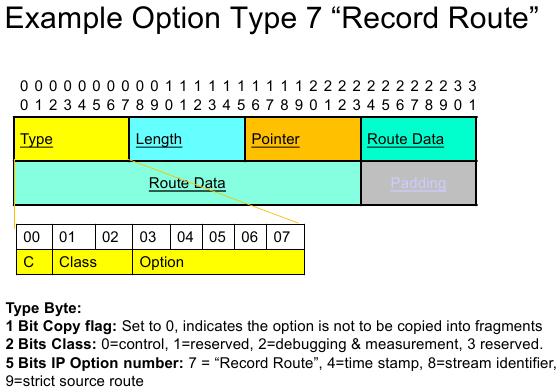 Example Option Type 7 “Record Route”
0 0 0 0 0 0 0 0 0 0 1 1 1 1 1 1 1 1 1 1 2 2 2 2 2 2 2 2 2 2 3 3
0 1 2 3 4 5 6 7 8 9 0 1 2 3 4 5 6 7 8 9 0 1 2 3 4 5 6 7 8 9 0 1
Type Length Pointer Route Data
Route Data Padding
00 01 02 03 04 05 06 07
C Class Option
Type Byte:
1 Bit Copy flag: Set to 0, indicates the option is not to be copied into fragments
2 Bits Class: 0=control, 1=reserved, 2=debugging & measurement, 3 reserved.
5 Bits IP Option number: 7 = “Record Route”, 4=time stamp, 8=stream identifier,
9=strict source route